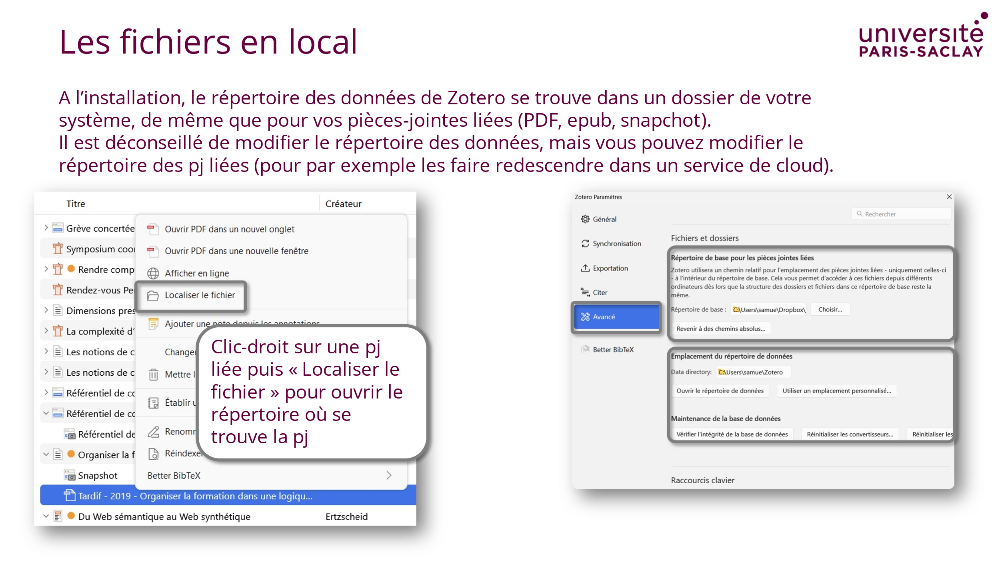 Les fichiers en local
université
PARIS-SACLAY
A l’installation, le répertoire des données de Zotero se trouve dans un dossier de votre
système, de même que pour vos pièces-jointes liées (PDF, epub, snapchot).
Il est déconseillé de modifier le répertoire des données, mais vous pouvez modifier le
répertoire des pj liées (pour par exemple les faire redescendre dans un service de cloud).
Titre
Créateur
Grève concertée
Symposium coor
Rendre comp
Rendez-vous Pe
Dimensions pres
La complexité d’
Les notions de c
Les notions de c
Référentiel de cc
Référentiel de cc
Référentiel de
Organiser la f
Snapshot
Tardif - 2019 - Organiser la formation dans une logiqu...
Du Web sémantique au Web synthétique
Ertzscheid
Ouvrir PDF dans un nouvel onglet
Ouvrir PDF dans une nouvelle fenêtre
Afficher en ligne
Localiser le fichier
Ajouter une note depuis les annotations
Changer
Mettre l
Établir u
Renomr
Réindexer
Better BibTeX
Clic-droit sur une pj
liée puis « Localiser le
fichier » pour ouvrir le
répertoire où se
trouve la pj
Zotero Paramètres
Rechercher
Général
Synchronisation
Exportation
Citer
Avancé
Better BibTeX
Fichiers et dossiers
Répertoire de base pour les pièces jointes liées
Zotero utilisera un chemin relatif pour l'emplacement des pièces jointes liées - uniquement celles-ci
- à l'intérieur du répertoire de base. Cela vous permet d'accéder à ces fichiers depuis différents
ordinateurs dès lors que la structure des dossiers et fichiers dans ce répertoire de base reste la
même.
Répertoire de base : C:\Users\samue\Dropbox\ Choisir...
Revenir à des chemins absolus...
Emplacement du répertoire de données
Data directory: C:\Users\samue\Zotero
Ouvrir le répertoire de données Utiliser un emplacement personnalisé...
Maintenance de la base de données
Vérifier l'intégrité de la base de données Réinitialiser les convertisseurs... Réinitialiser les
Raccourcis clavier